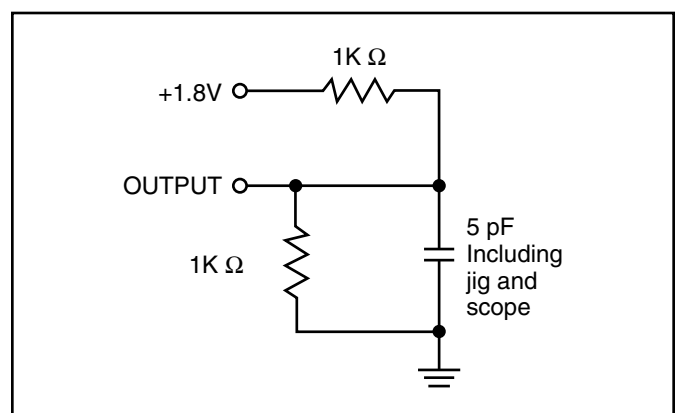 1K Ω
+1.8V
OUTPUT
1K Ω
5 pF
Including
jig and
scope